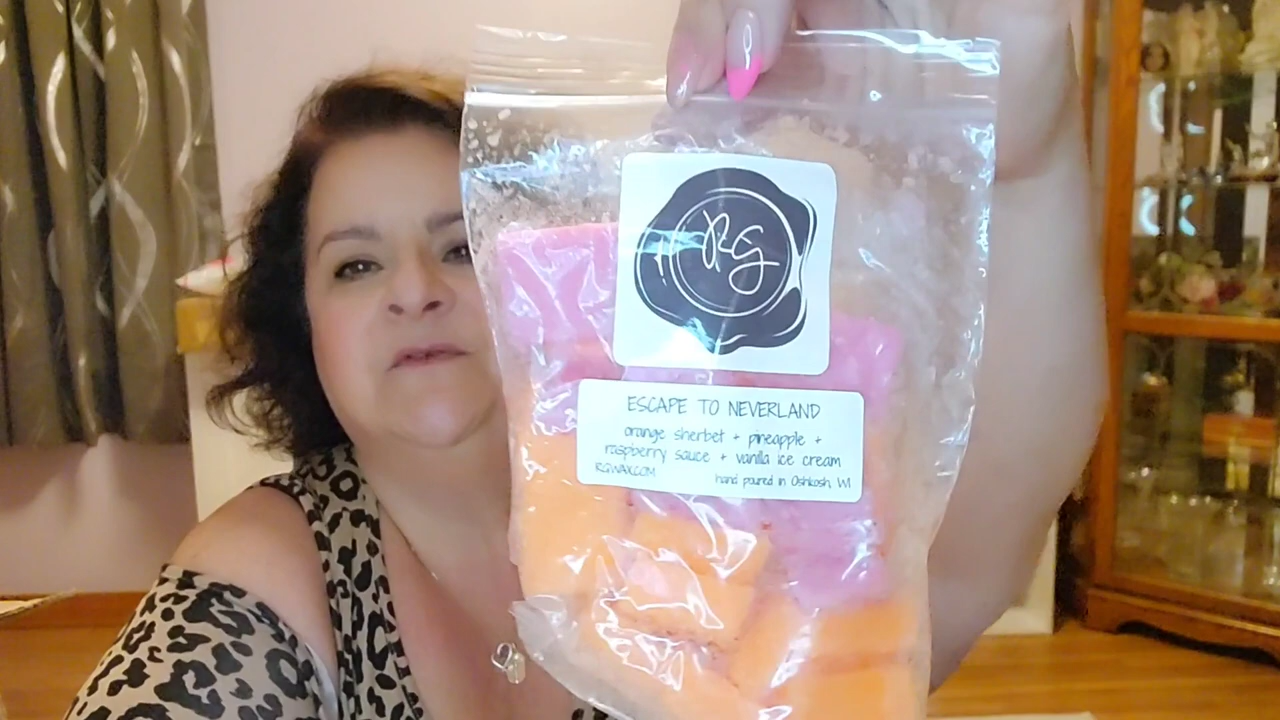 RG
ESCAPE TO NEVERLAND
orange sherbet + pineapple +
raspberry sauce + vanilla ice cream
RGWAX.COM hand poured in Oshkosh, WI